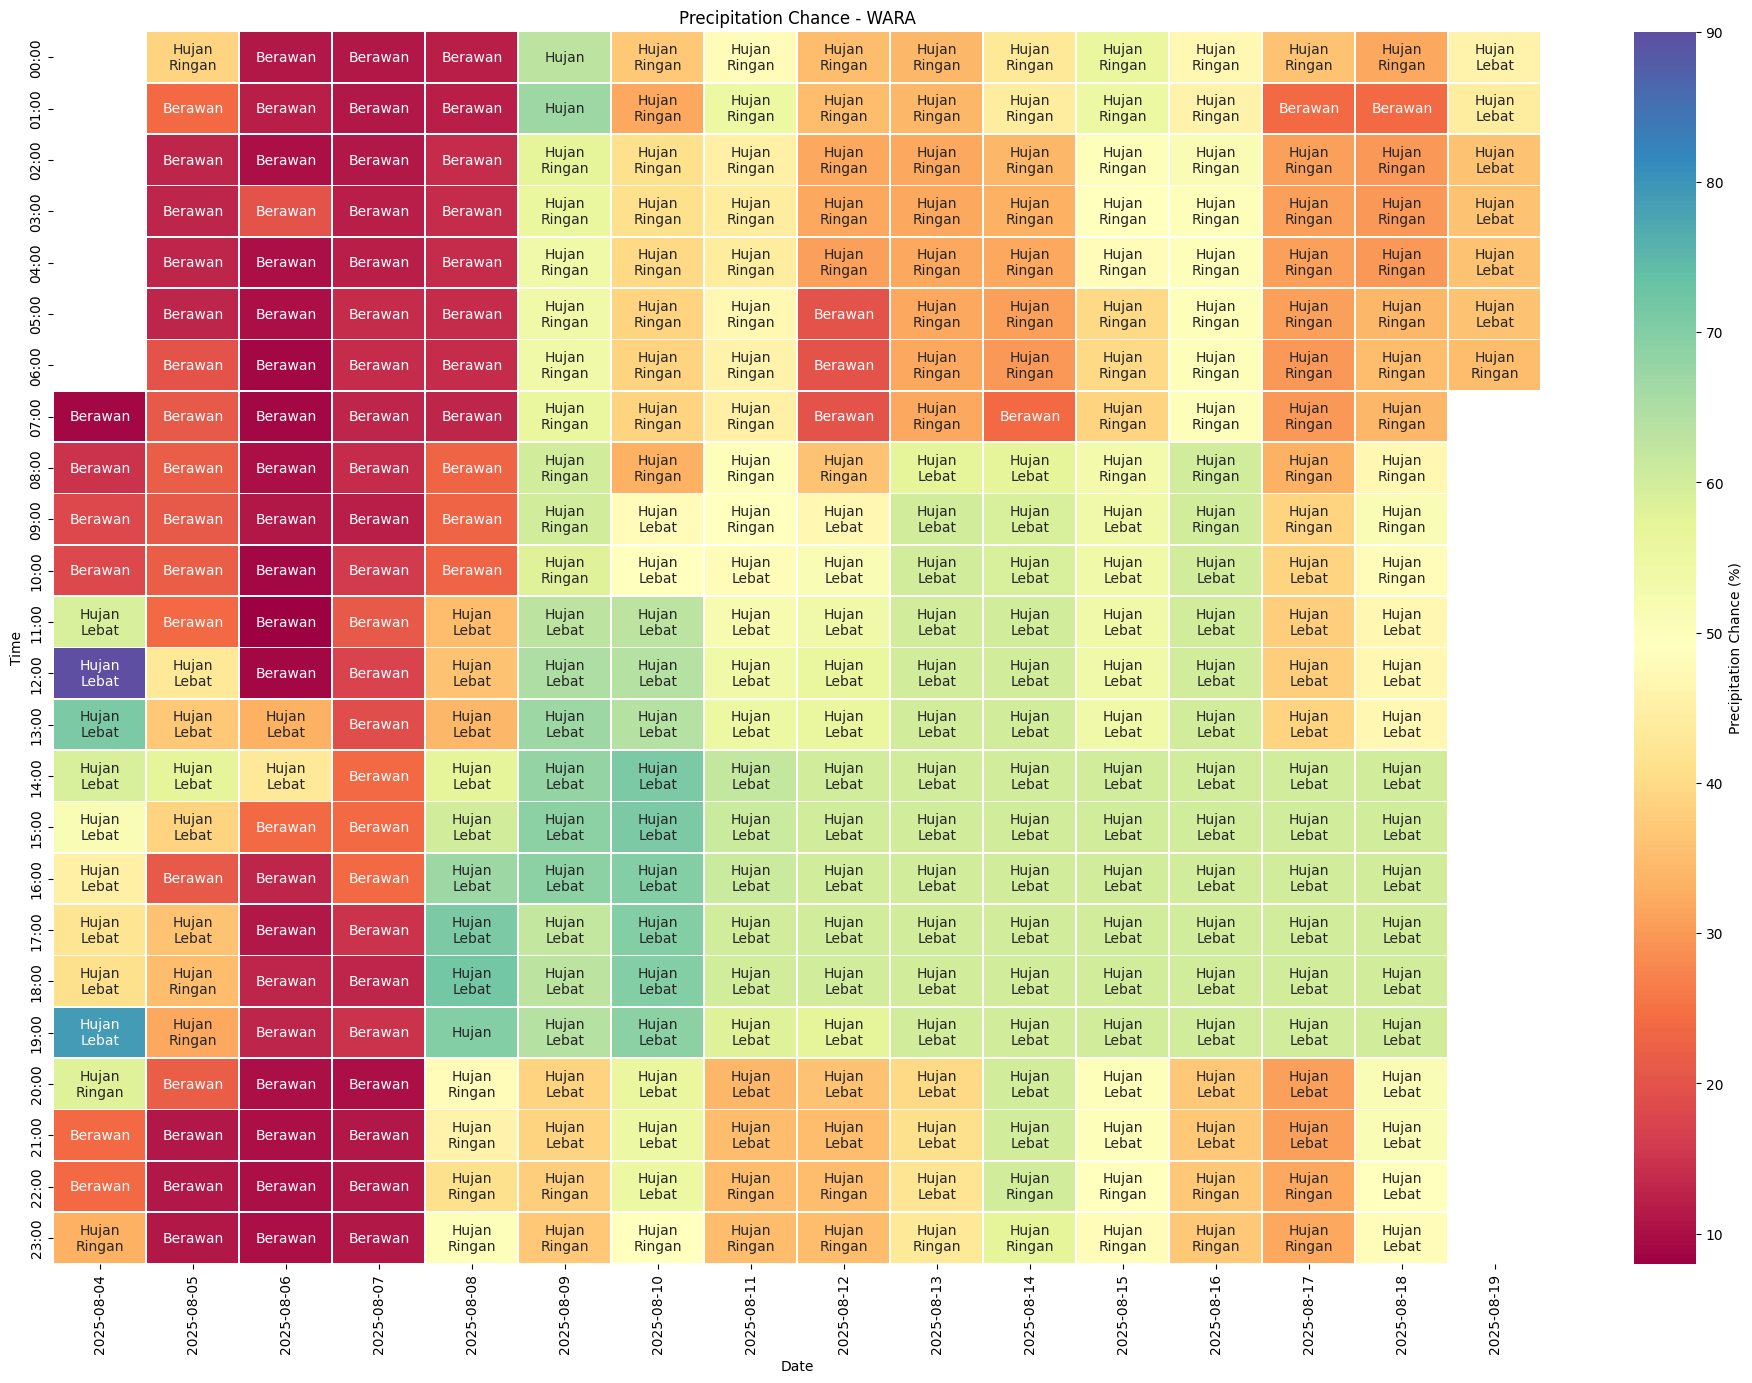 Precipitation Chance - WARA
00:00 Hujan Ringan Berawan Berawan Berawan Hujan Hujan Ringan Hujan Ringan Hujan Ringan Hujan Ringan Hujan Ringan Hujan Ringan Hujan Ringan Hujan Ringan Hujan Ringan Hujan Lebat
01:00 Berawan Berawan Berawan Berawan Hujan Hujan Ringan Hujan Ringan Hujan Ringan Hujan Ringan Hujan Ringan Hujan Ringan Hujan Ringan Berawan Berawan Hujan Lebat
02:00 Berawan Berawan Berawan Berawan Hujan Ringan Hujan Ringan Hujan Ringan Hujan Ringan Hujan Ringan Hujan Ringan Hujan Ringan Hujan Ringan Hujan Ringan Hujan Ringan Hujan Lebat
03:00 Berawan Berawan Berawan Berawan Hujan Ringan Hujan Ringan Hujan Ringan Hujan Ringan Hujan Ringan Hujan Ringan Hujan Ringan Hujan Ringan Hujan Ringan Hujan Ringan Hujan Lebat
04:00 Berawan Berawan Berawan Berawan Hujan Ringan Hujan Ringan Hujan Ringan Hujan Ringan Hujan Ringan Hujan Ringan Hujan Ringan Hujan Ringan Hujan Ringan Hujan Ringan Hujan Lebat
05:00 Berawan Berawan Berawan Berawan Hujan Ringan Hujan Ringan Hujan Ringan Berawan Hujan Ringan Hujan Ringan Hujan Ringan Hujan Ringan Hujan Ringan Hujan Ringan Hujan Lebat
06:00 Berawan Berawan Berawan Berawan Hujan Ringan Hujan Ringan Hujan Ringan Berawan Hujan Ringan Hujan Ringan Hujan Ringan Hujan Ringan Hujan Ringan Hujan Ringan Hujan Ringan
07:00 Berawan Berawan Berawan Berawan Berawan Hujan Ringan Hujan Ringan Hujan Ringan Berawan Hujan Ringan Berawan Hujan Ringan Hujan Ringan Hujan Ringan Hujan Ringan
08:00 Berawan Berawan Berawan Berawan Berawan Hujan Ringan Hujan Ringan Hujan Ringan Hujan Ringan Hujan Lebat Hujan Lebat Hujan Ringan Hujan Ringan Hujan Ringan Hujan Ringan
09:00 Berawan Berawan Berawan Berawan Berawan Hujan Ringan Hujan Lebat Hujan Ringan Hujan Lebat Hujan Lebat Hujan Lebat Hujan Lebat Hujan Ringan Hujan Ringan Hujan Ringan
10:00 Berawan Berawan Berawan Berawan Berawan Hujan Ringan Hujan Lebat Hujan Lebat Hujan Lebat Hujan Lebat Hujan Lebat Hujan Lebat Hujan Lebat Hujan Lebat Hujan Ringan
11:00 Hujan Lebat Berawan Berawan Berawan Hujan Lebat Hujan Lebat Hujan Lebat Hujan Lebat Hujan Lebat Hujan Lebat Hujan Lebat Hujan Lebat Hujan Lebat Hujan Lebat Hujan Lebat
12:00 Hujan Lebat Hujan Lebat Berawan Berawan Hujan Lebat Hujan Lebat Hujan Lebat Hujan Lebat Hujan Lebat Hujan Lebat Hujan Lebat Hujan Lebat Hujan Lebat Hujan Lebat Hujan Lebat
13:00 Hujan Lebat Hujan Lebat Hujan Lebat Berawan Hujan Lebat Hujan Lebat Hujan Lebat Hujan Lebat Hujan Lebat Hujan Lebat Hujan Lebat Hujan Lebat Hujan Lebat Hujan Lebat Hujan Lebat
14:00 Hujan Lebat Hujan Lebat Hujan Lebat Berawan Hujan Lebat Hujan Lebat Hujan Lebat Hujan Lebat Hujan Lebat Hujan Lebat Hujan Lebat Hujan Lebat Hujan Lebat Hujan Lebat Hujan Lebat
15:00 Hujan Lebat Hujan Lebat Berawan Berawan Hujan Lebat Hujan Lebat Hujan Lebat Hujan Lebat Hujan Lebat Hujan Lebat Hujan Lebat Hujan Lebat Hujan Lebat Hujan Lebat Hujan Lebat
16:00 Hujan Lebat Berawan Berawan Berawan Hujan Lebat Hujan Lebat Hujan Lebat Hujan Lebat Hujan Lebat Hujan Lebat Hujan Lebat Hujan Lebat Hujan Lebat Hujan Lebat Hujan Lebat
17:00 Hujan Lebat Hujan Lebat Berawan Berawan Hujan Lebat Hujan Lebat Hujan Lebat Hujan Lebat Hujan Lebat Hujan Lebat Hujan Lebat Hujan Lebat Hujan Lebat Hujan Lebat Hujan Lebat
18:00 Hujan Lebat Hujan Ringan Berawan Berawan Hujan Lebat Hujan Lebat Hujan Lebat Hujan Lebat Hujan Lebat Hujan Lebat Hujan Lebat Hujan Lebat Hujan Lebat Hujan Lebat Hujan Lebat
19:00 Hujan Lebat Hujan Ringan Berawan Berawan Hujan Hujan Lebat Hujan Lebat Hujan Lebat Hujan Lebat Hujan Lebat Hujan Lebat Hujan Lebat Hujan Lebat Hujan Lebat Hujan Lebat
20:00 Hujan Ringan Berawan Berawan Berawan Hujan Ringan Hujan Lebat Hujan Lebat Hujan Lebat Hujan Lebat Hujan Lebat Hujan Lebat Hujan Lebat Hujan Lebat Hujan Lebat Hujan Lebat
21:00 Berawan Berawan Berawan Berawan Hujan Ringan Hujan Lebat Hujan Lebat Hujan Lebat Hujan Lebat Hujan Lebat Hujan Lebat Hujan Lebat Hujan Lebat Hujan Lebat Hujan Lebat
22:00 Berawan Berawan Berawan Berawan Hujan Ringan Hujan Ringan Hujan Lebat Hujan Ringan Hujan Ringan Hujan Lebat Hujan Ringan Hujan Ringan Hujan Ringan Hujan Ringan Hujan Lebat
23:00 Hujan Ringan Berawan Berawan Berawan Hujan Ringan Hujan Ringan Hujan Ringan Hujan Ringan Hujan Ringan Hujan Ringan Hujan Ringan Hujan Ringan Hujan Ringan Hujan Ringan Hujan Lebat
Time
2025-08-04 2025-08-05 2025-08-06 2025-08-07 2025-08-08 2025-08-09 2025-08-10 2025-08-11 2025-08-12 2025-08-13 2025-08-14 2025-08-15 2025-08-16 2025-08-17 2025-08-18 2025-08-19
Date
90
80
70
60
50
40
30
20
10
Precipitation Chance (%)